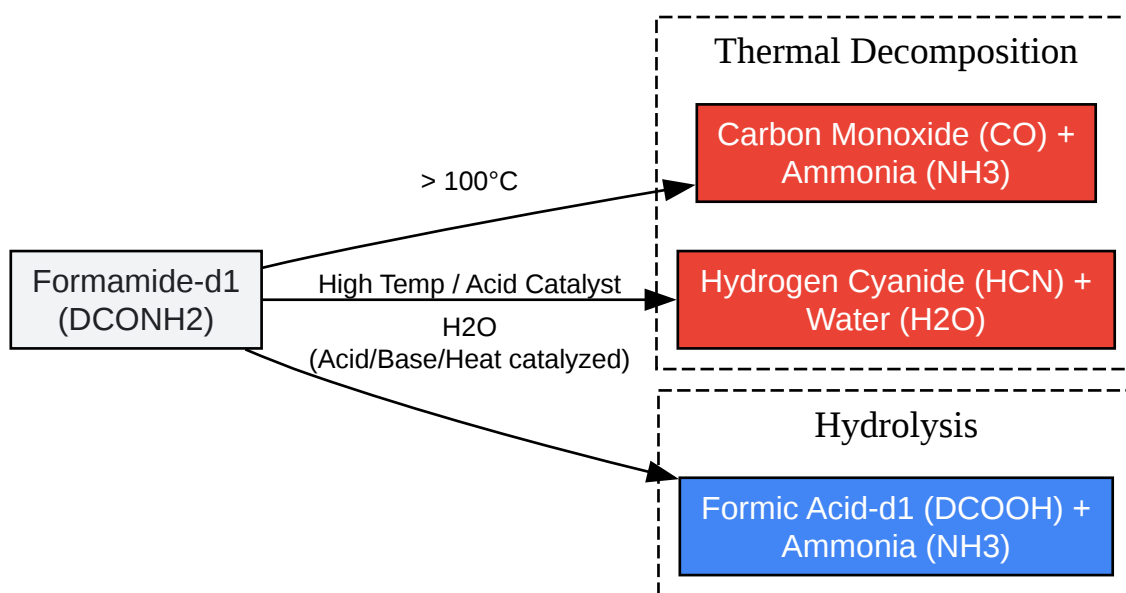 Thermal Decomposition
Carbon Monoxide (CO) +
Ammonia (NH3)
> 100°C
Formamide-d1
(DCONH2)
High Temp / Acid Catalyst
Hydrogen Cyanide (HCN) +
Water (H2O)
H2O
(Acid/Base/Heat catalyzed)
Hydrolysis
Formic Acid-d1 (DCOOH) +
Ammonia (NH3)